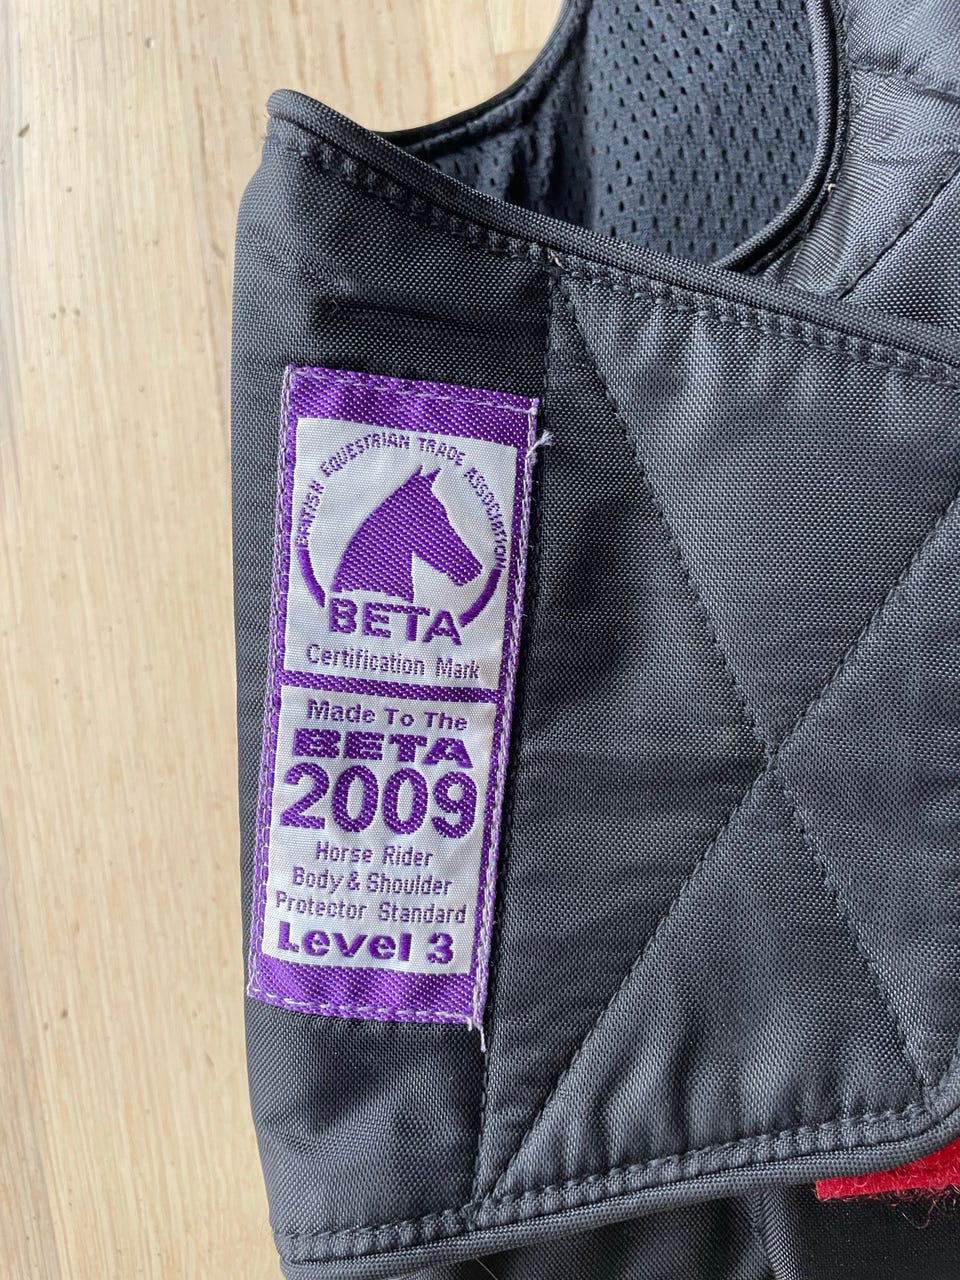 BRITISH EQUESTRIAN TRADE ASSOCIATION
BETA
Certification Mark
Made To The
BETA
2009
Horse Rider
Body & Shoulder
Protector Standard
Level 3